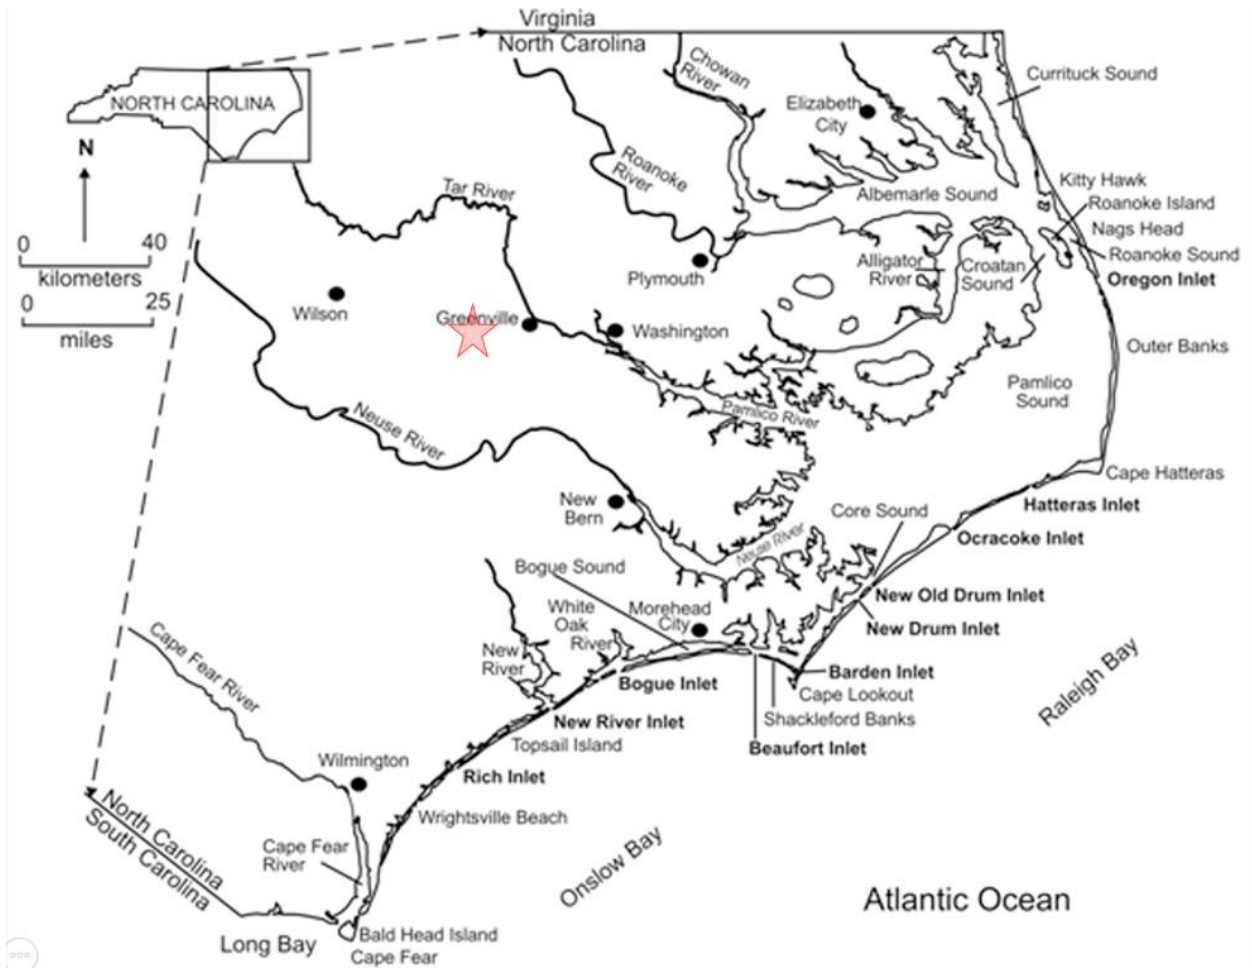 Virginia
North Carolina
NORTH CAROLINA
N
0
40
kilometers
0
25
miles
Chowan
River
Elizabeth
City
Currituck Sound
Roanoke
River
Tar River
Albemarle Sound
Kitty Hawk
Roanoke Island
Nags Head
Roanoke Sound
Oregon Inlet
Plymouth
Alligator
River
Croatan
Sound
Wilson
Greenville
Washington
Outer Banks
Pamlico
Sound
Pamlico River
Neuse River
Cape Hatteras
Hatteras Inlet
New
Bern
Core Sound
Ocracoke Inlet
Neuse River
Bogue Sound
New Old Drum Inlet
White
Oak
River
Morehead
City
New Drum Inlet
New
River
Cape Fear River
Barden Inlet
Bogue Inlet
Cape Lookout
Raleigh Bay
New River Inlet
Shackleford Banks
Topsail Island
Beaufort Inlet
Wilmington
Rich Inlet
North Carolina
South Carolina
Wrightsville Beach
Cape Fear
River
Onslow Bay
Atlantic Ocean
Long Bay
Bald Head Island
Cape Fear